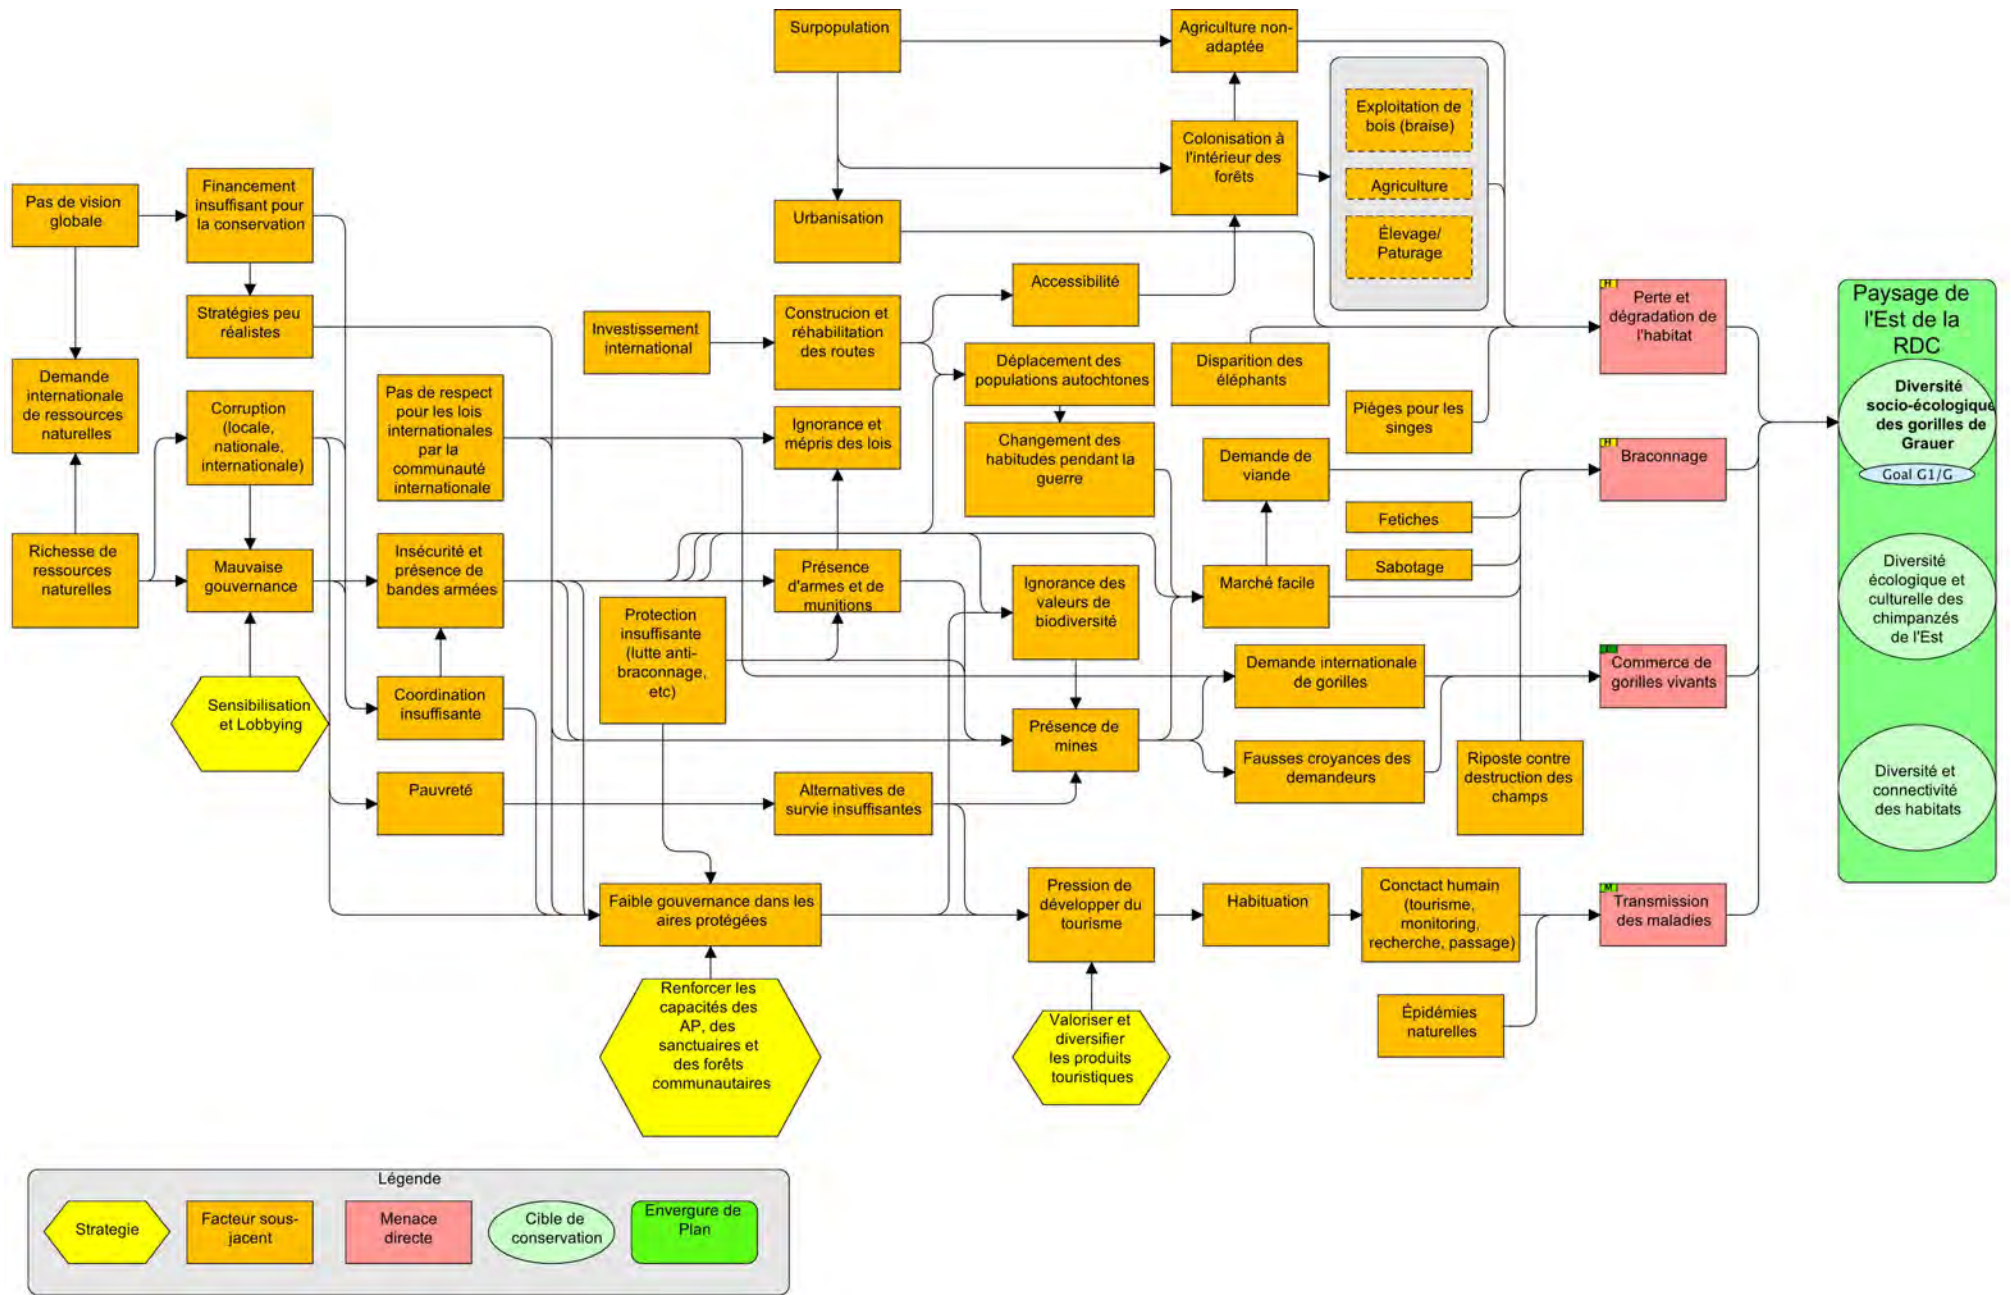 Surpopulation
Agriculture non-
adaptée
Exploitation de
bois (braise)
Colonisation à
l'intérieur des
forêts
Agriculture
Élevage/
Paturage
Pas de vision
globale
Financement
insuffisant pour
la conservation
Urbanisation
Stratégies peu
réalistes
Investissement
international
Construcion et
réhabilitation
des routes
Accessibilité
Déplacement des
populations autochtones
Disparition des
éléphants
H
Perte et
dégradation de
l'habitat
Paysage de
l'Est de la
RDC
Demande
internationale
de ressources
naturelles
Corruption
(locale,
nationale,
internationale)
Pas de respect
pour les lois
internationales
par la
communauté
internationale
Ignorance et
mépris des lois
Changement des
habitudes pendant la
guerre
Pièges pour les
singes
Demande de
viande
H
Braconnage
Diversité
socio-écologique
des gorilles de
Grauer
Goal G1/G
Fetiches
Sabotage
Richesse de
ressources
naturelles
Mauvaise
gouvernance
Insécurité et
présence de
bandes armées
Présence
d'armes et de
munitions
Ignorance des
valeurs de
biodiversité
Marché facile
Diversité
écologique et
culturelle des
chimpanzés
de l'Est
Protection
insuffisante
(lutte anti-
braconnage,
etc)
Sensibilisation
et Lobbying
Coordination
insuffisante
Demande internationale
de gorilles
Commerce de
gorilles vivants
Présence de
mines
Fausses croyances des
demandeurs
Riposte contre
destruction des
champs
Pauvreté
Alternatives de
survie insuffisantes
Diversité et
connectivité
des habitats
Faible gouvernance dans les
aires protégées
Pression de
développer du
tourisme
Habituation
Conctact humain
(tourisme,
monitoring,
recherche, passage)
M
Transmission
des maladies
Renforcer les
capacités des
AP, des
sanctuaires et
des forêts
communautaires
Valoriser et
diversifier
les produits
touristiques
Épidémies
naturelles
Légende
Strategie
Facteur sous-
jacent
Menace
directe
Cible de
conservation
Envergure de
Plan